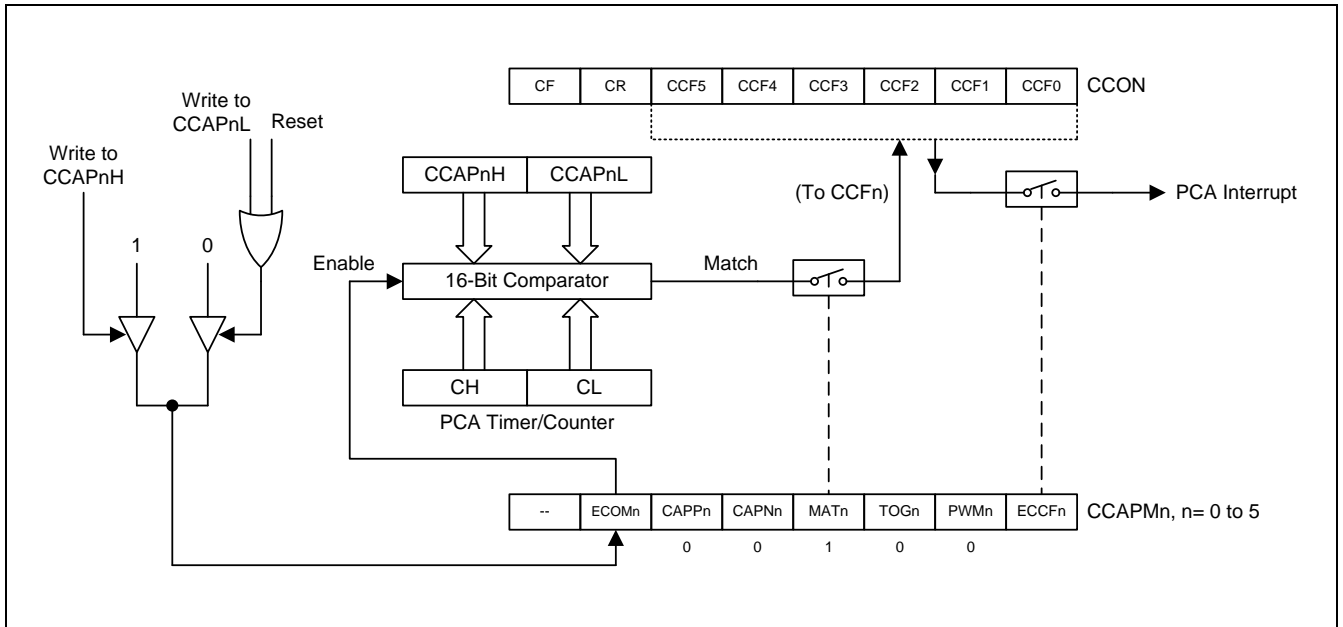 CF CR CCF5 CCF4 CCF3 CCF2 CCF1 CCF0 CCON
Write to
CCAPnL
Reset
Write to
CCAPnH
CCAPnH CCAPnL
(To CCFn)
PCA Interrupt
1 0
Enable
16-Bit Comparator
Match
CH CL
PCA Timer/Counter
-- ECOMn CAPPn CAPNn MATn TOGn PWMn ECCFn CCAPMn, n= 0 to 5
0 0 1 0 0